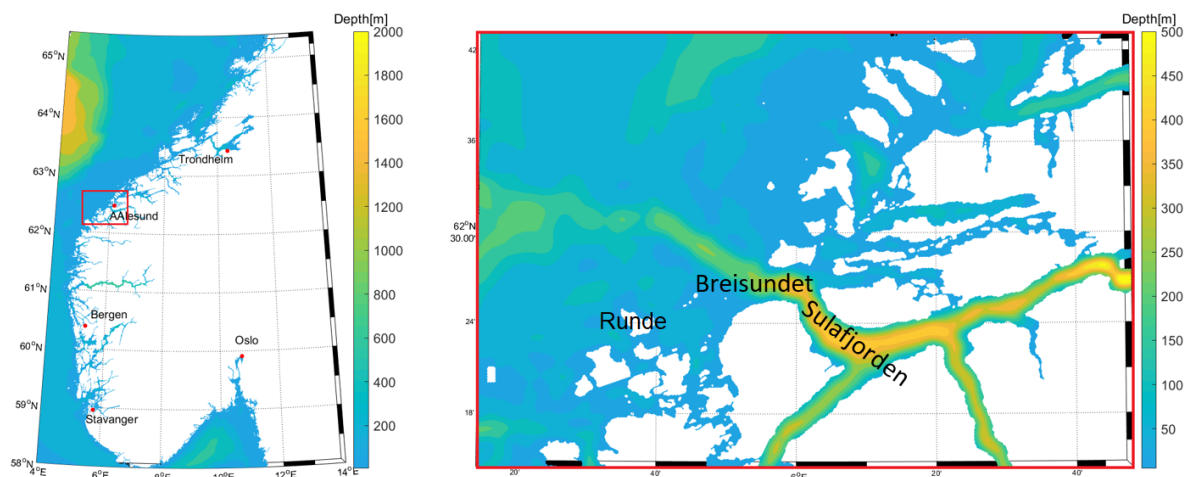 Depth[m]
2000
1800
1600
1400
1200
1000
800
600
400
200
65°N
64°N
63°N
62°N
61°N
60°N
59°N
58°N
4°E
6°E
8°E
10°E
12°E
14°E
Trondheim
AAlesund
Bergen
Oslo
Stavanger
Depth[m]
500
450
400
350
300
250
200
150
100
50
42'
36'
62°N
30.00'
24'
18'
20'
40'
6°E
20'
40'
Breisundet
Sulafjorden
Runde